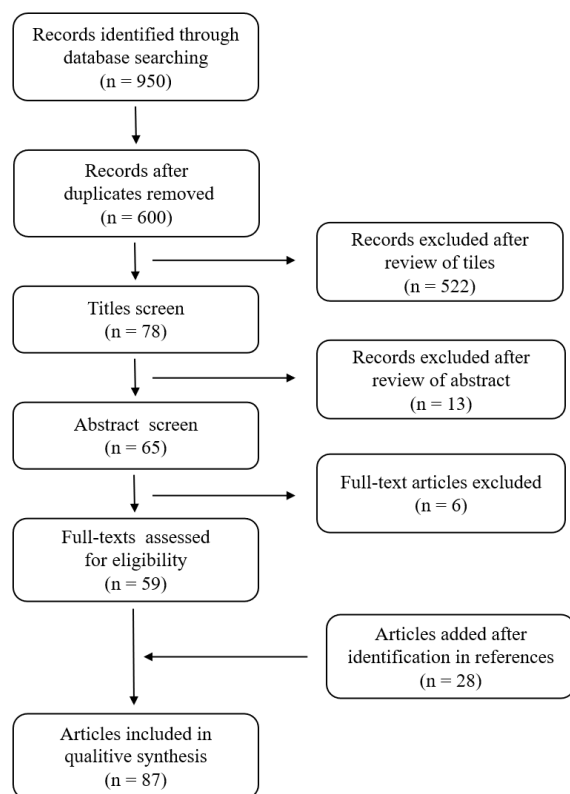 Records identified through
database searching
(n = 950)
Records after
duplicates removed
(n = 600)
Records excluded after
review of tiles
(n = 522)
Titles screen
(n = 78)
Records excluded after
review of abstract
(n = 13)
Abstract screen
(n = 65)
Full-text articles excluded
(n = 6)
Full-texts assessed
for eligibility
(n = 59)
Articles added after
identification in references
(n = 28)
Articles included in
qualitive synthesis
(n = 87)